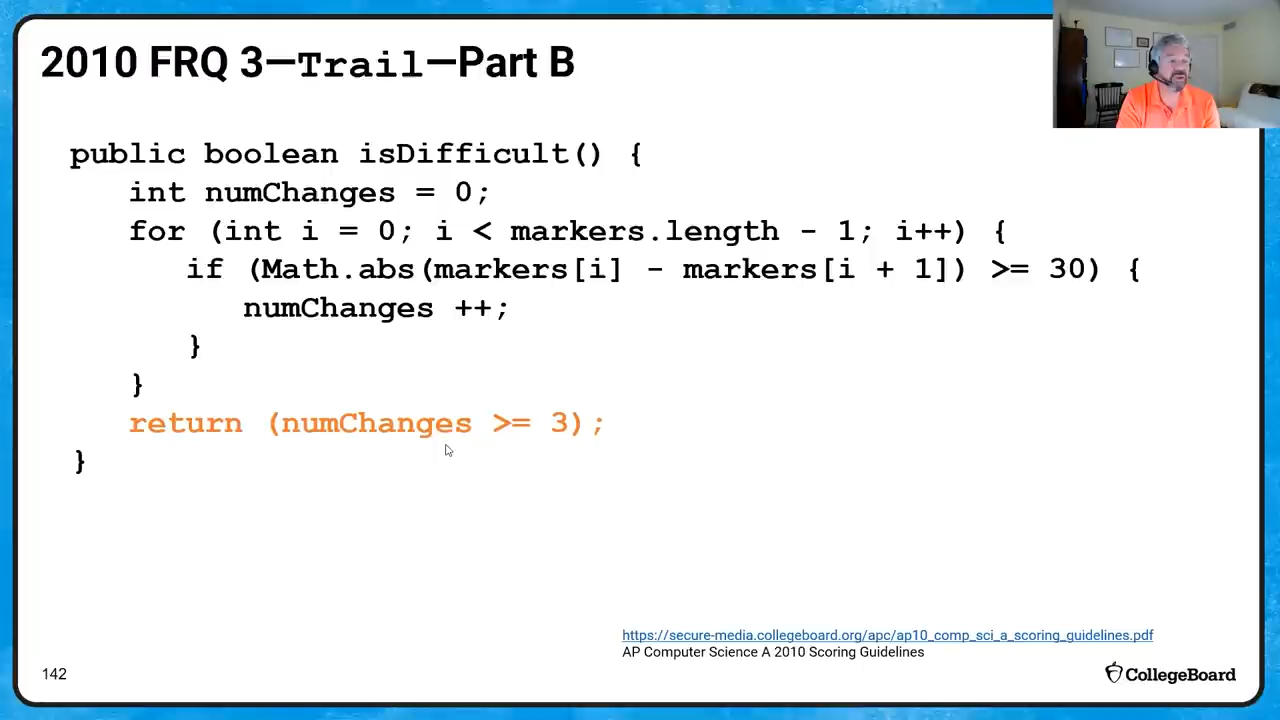 2010 FRQ 3—Trail—Part B
public boolean isDifficult() {
int numChanges = 0;
for (int i = 0; i < markers.length - 1; i++) {
if (Math.abs(markers[i] - markers[i + 1]) >= 30) {
numChanges ++;
}
}
return (numChanges >= 3);
}
https://secure-media.collegeboard.org/apc/ap10_comp_sci_a_scoring_guidelines.pdf
AP Computer Science A 2010 Scoring Guidelines
142
CollegeBoard